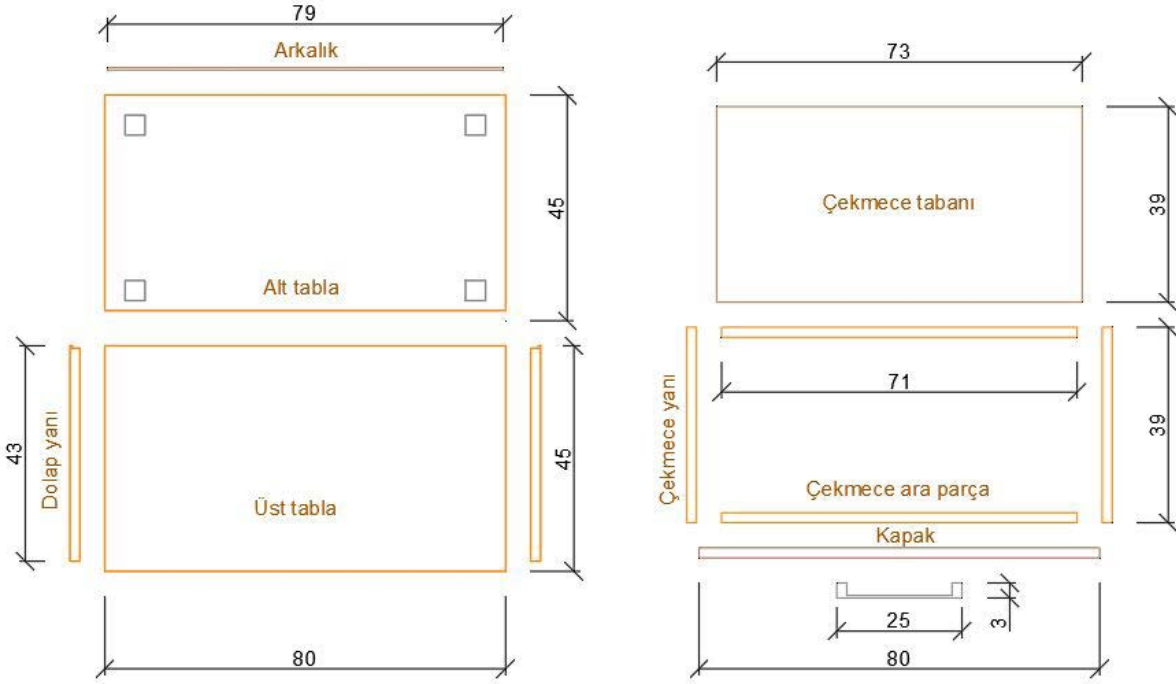 79
Arkalık
45
Alt tabla
43
Dolap yanı
Üst tabla
45
80
73
Çekmece tabanı
39
Çekmece yanı
71
39
Çekmece ara parça
Kapak
25
3
80